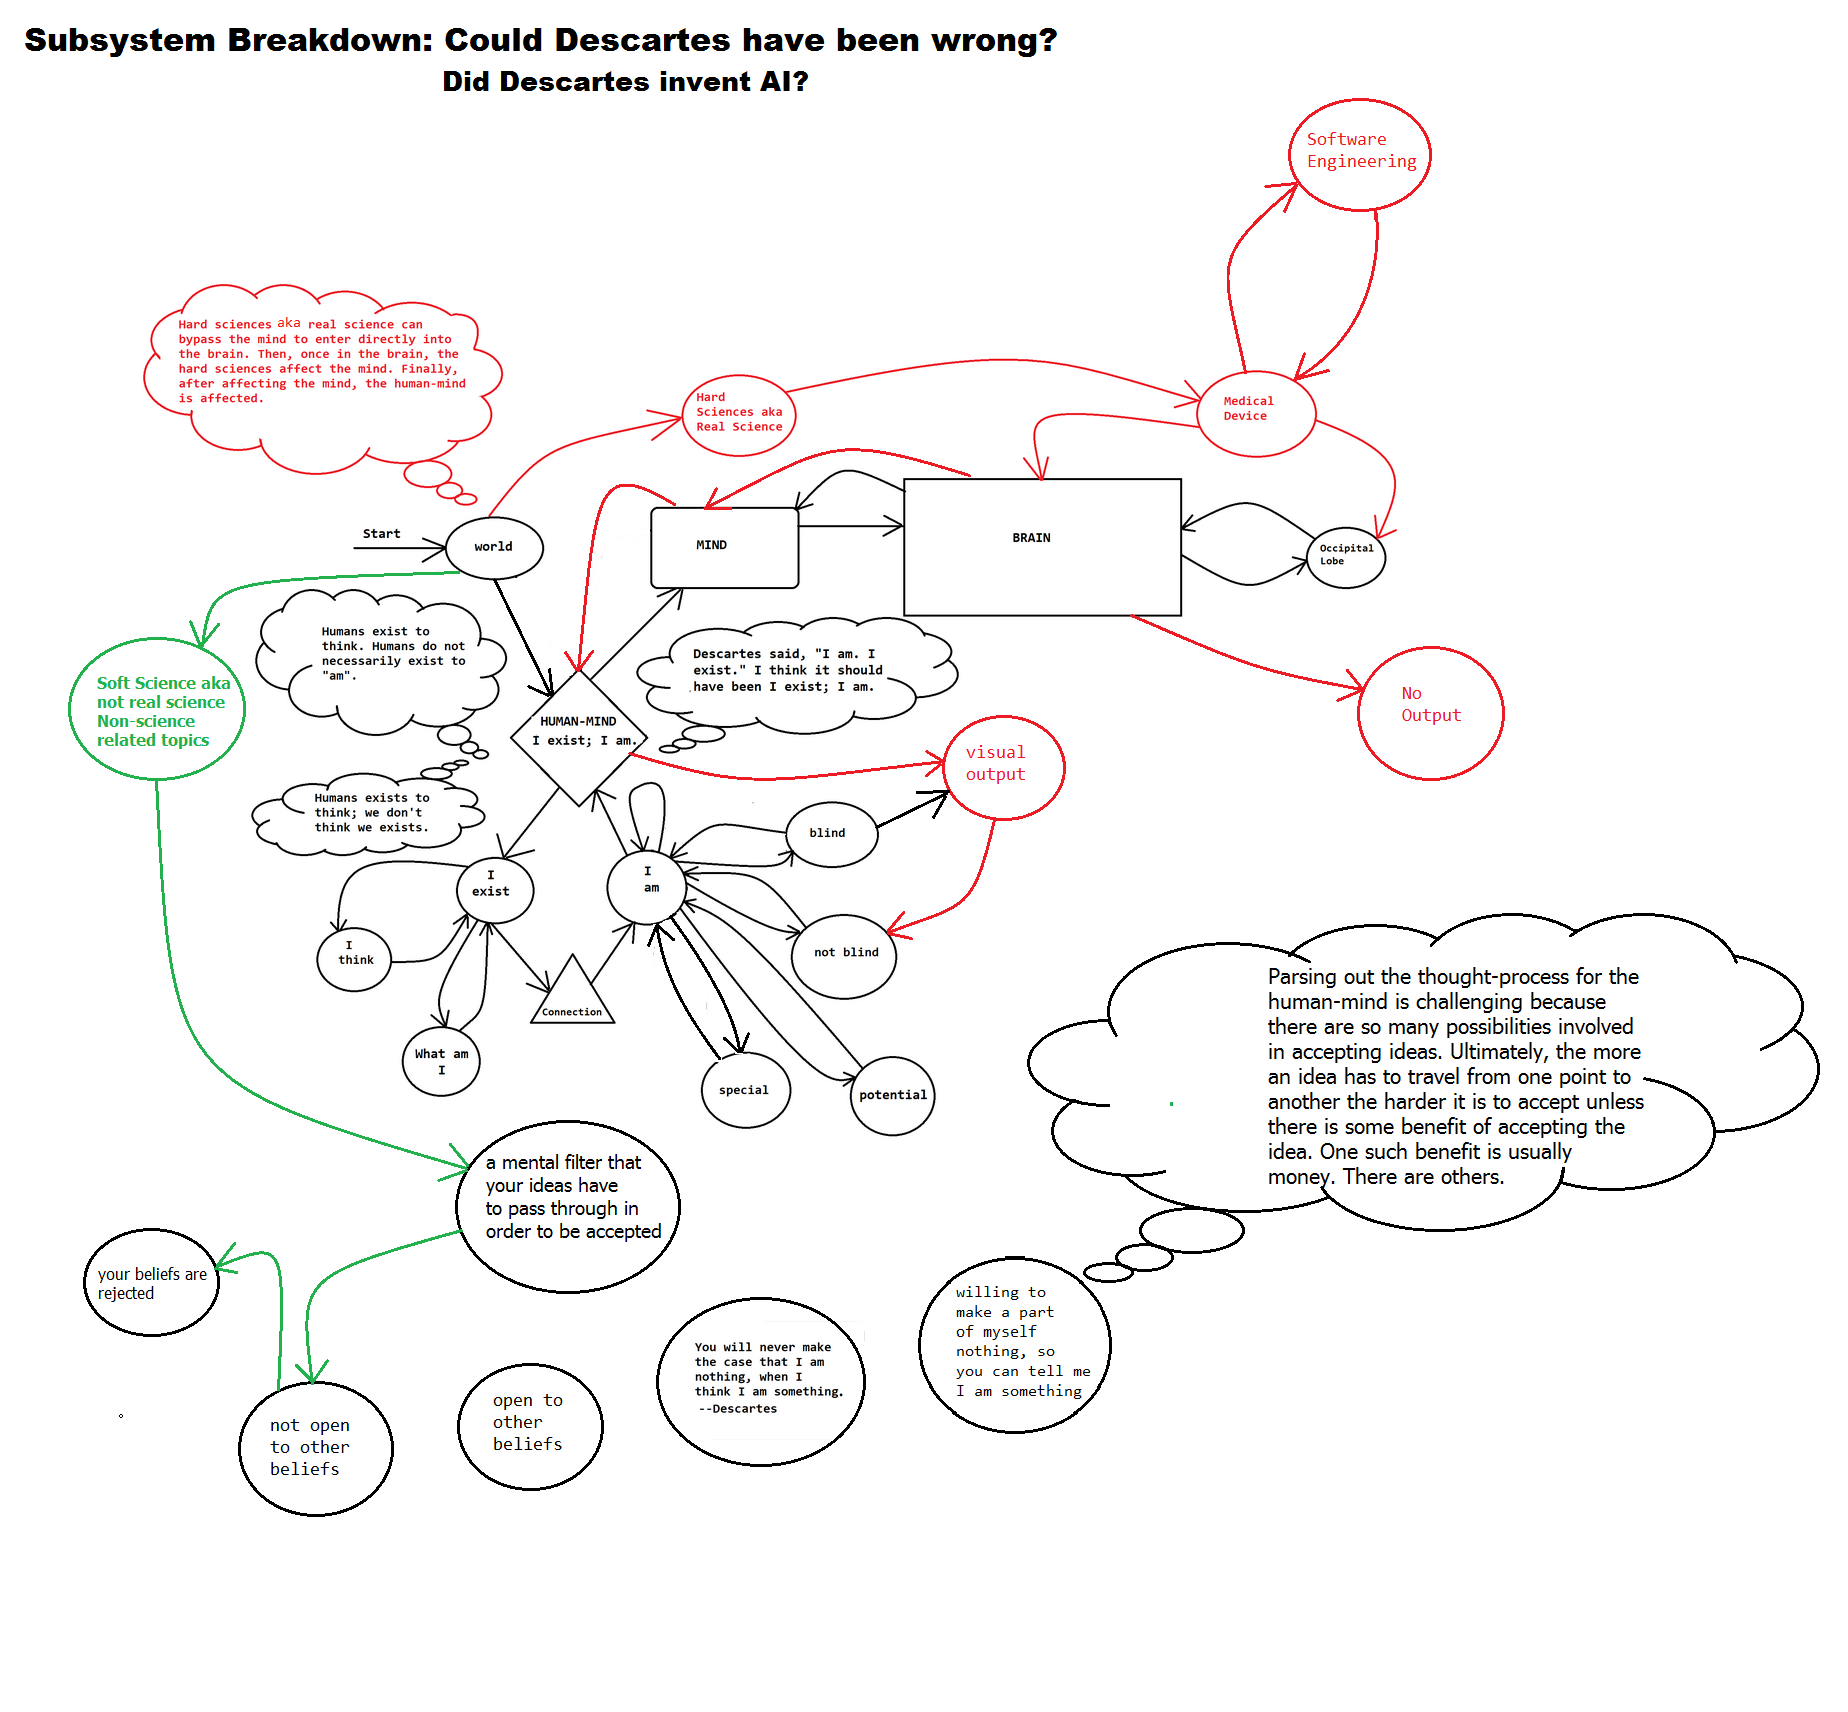 Subsystem Breakdown: Could Descartes have been wrong?
Did Descartes invent AI?
Software
Engineering
Hard sciences aka real science can
bypass the mind to enter directly into
the brain. Then, once in the brain, the
hard sciences affect the mind. Finally,
after affecting the mind, the human-mind
is affected.
Hard
Sciences aka
Real Science
Medical
Device
Start
world
MIND
BRAIN
Occipital
Lobe
Humans exist to
think. Humans do not
necessarily exist to
"am".
Descartes said, "I am. I
exist." I think it should
have been I exist; I am.
Soft Science aka
not real science
Non-science
related topics
HUMAN-MIND
I exist; I am.
No
Output
visual
output
Humans exists to
think; we don't
think we exists.
blind
I
exist
I
am
I
think
not blind
Connection
What am
I
special
potential
Parsing out the thought-process for the
human-mind is challenging because
there are so many possibilities involved
in accepting ideas. Ultimately, the more
an idea has to travel from one point to
another the harder it is to accept unless
there is some benefit of accepting the
idea. One such benefit is usually
money. There are others.
a mental filter that
your ideas have
to pass through in
order to be accepted
your beliefs are
rejected
willing to
make a part
of myself
nothing, so
you can tell me
I am something
You will never make
the case that I am
nothing, when I
think I am something.
--Descartes
open to
other
beliefs
not open
to other
beliefs